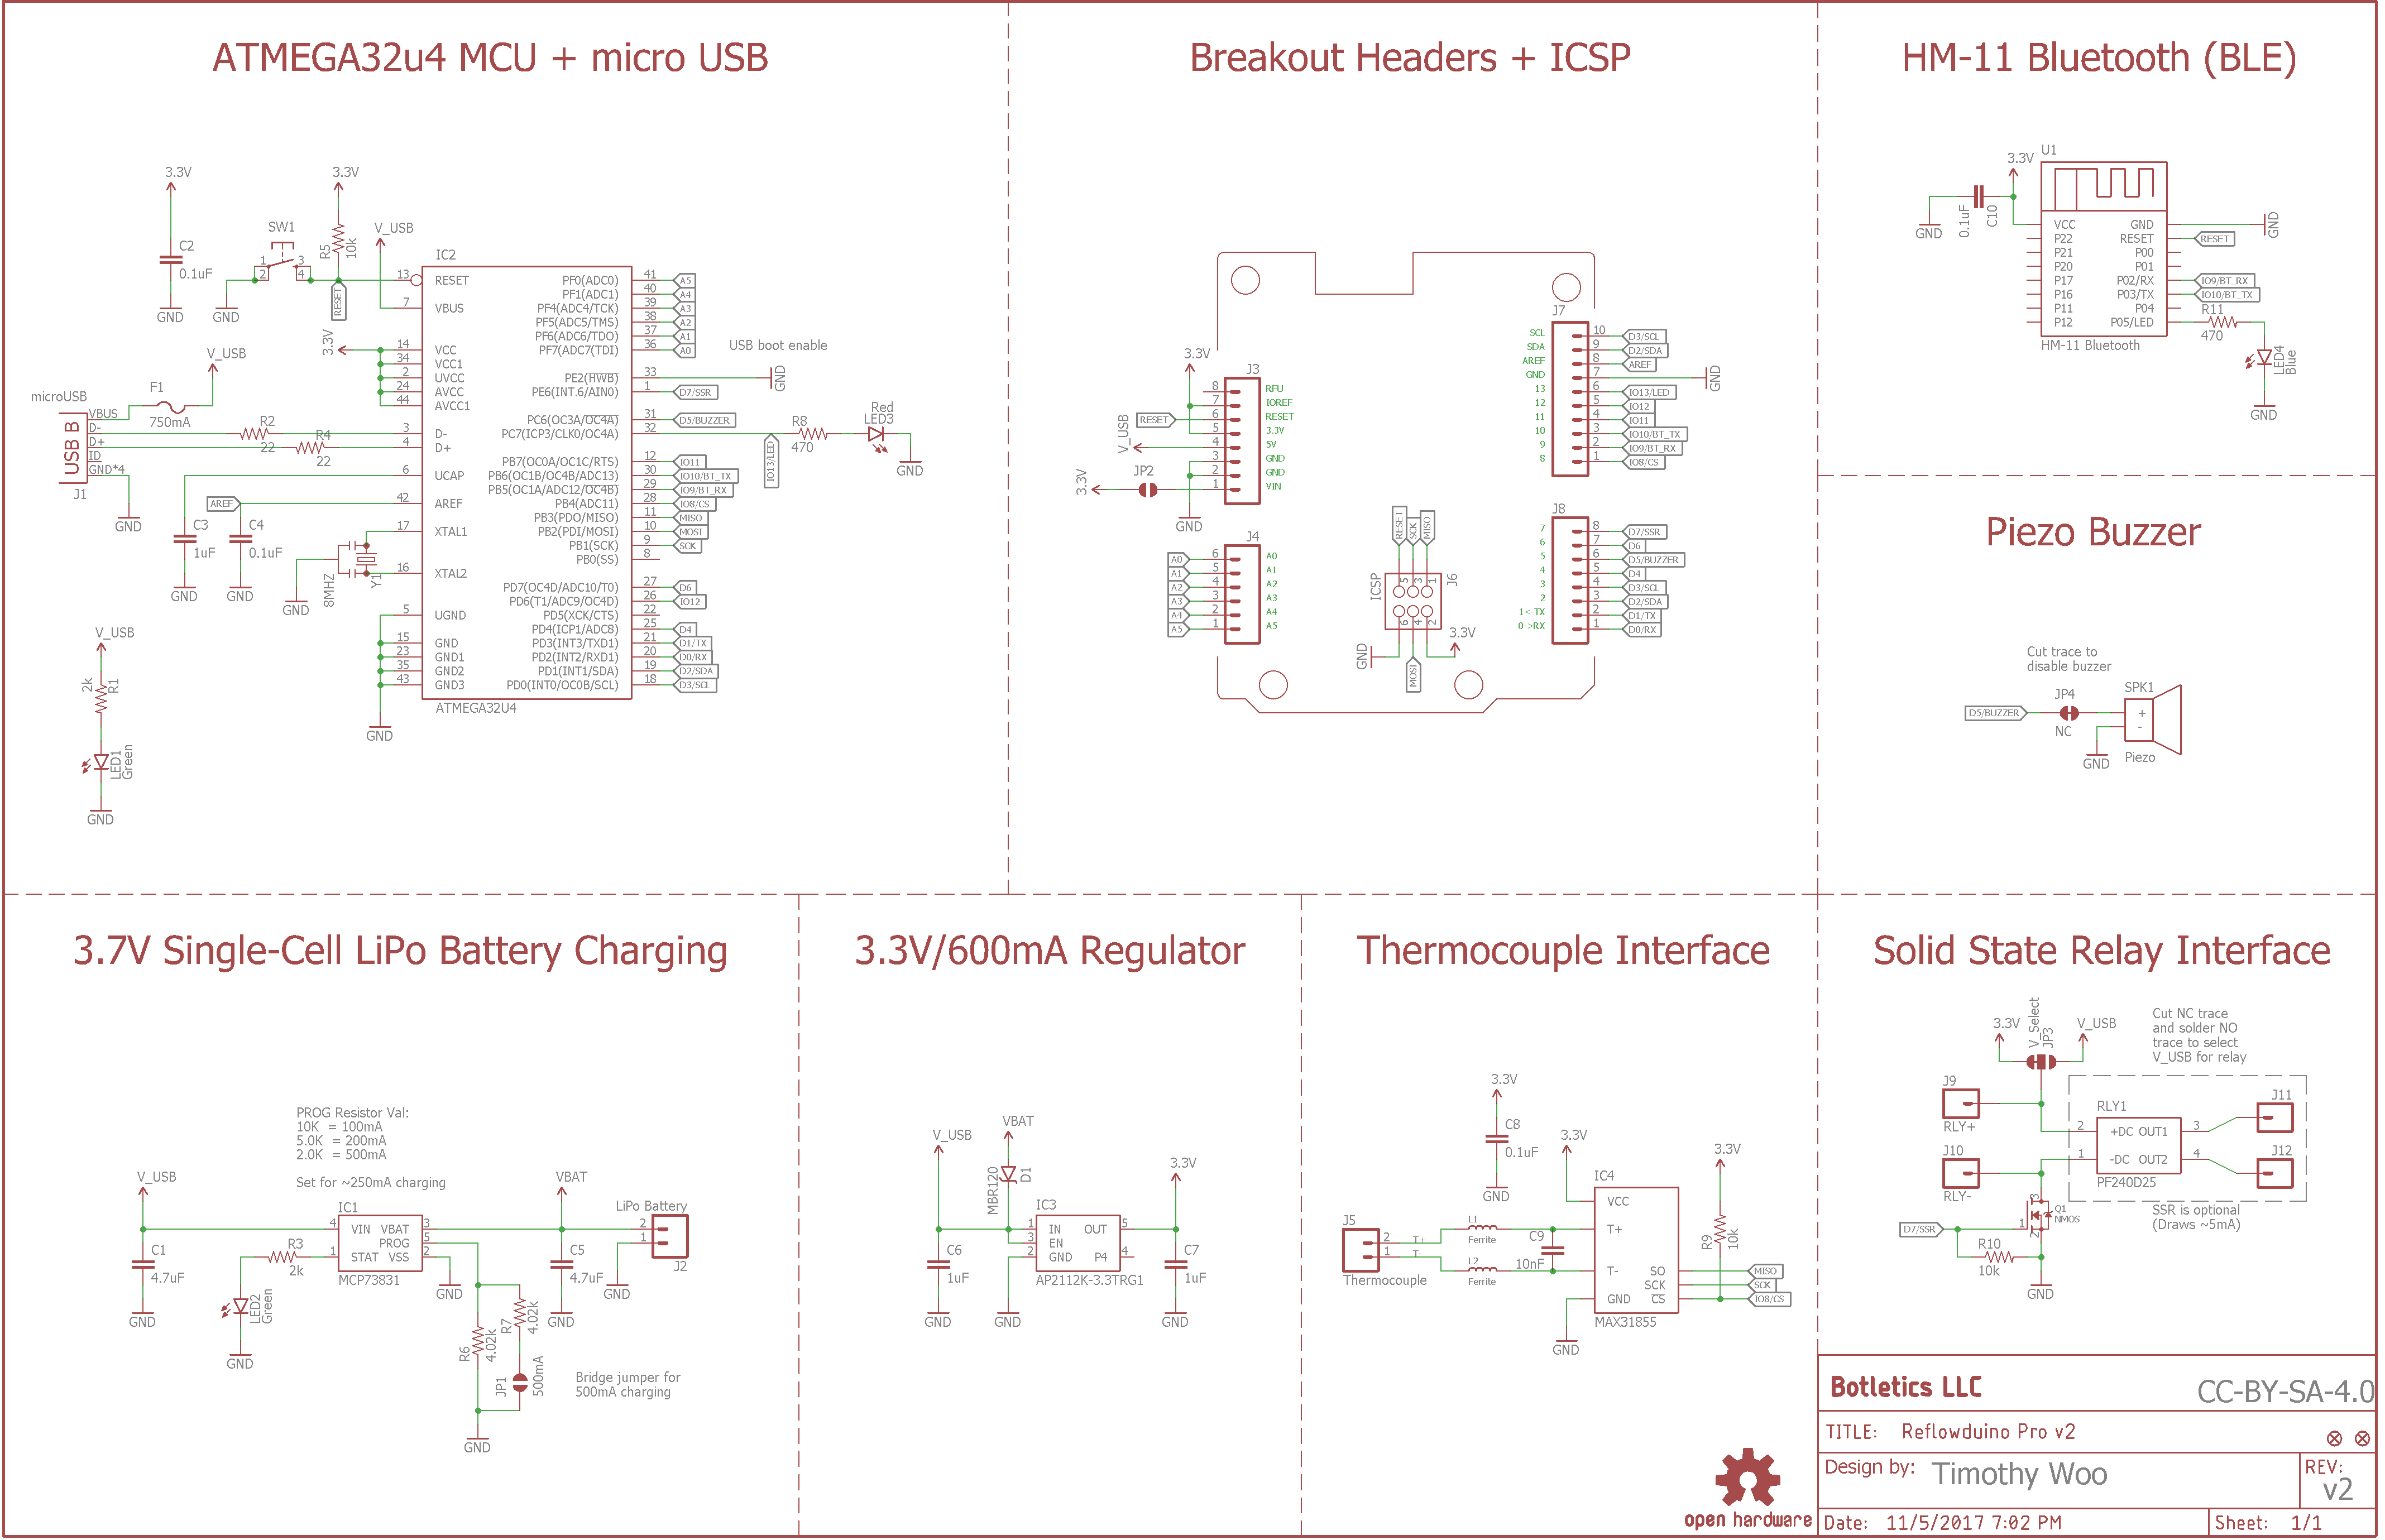 ATMEGA32u4 MCU + micro USB
3.3V
C2
0.1uF
GND
SW1
1
2
3
4
GND
3.3V
R5
10k
RESET
V_USB
3.3V
V_USB
F1
750mA
microUSB
USB B
VBUS
D-
D+
ID
GND*4
J1
GND
R2
22
R4
22
AREF
C3
1uF
GND
C4
0.1uF
GND
8MHZ
Y1
GND
V_USB
2k
R1
LED1
Green
GND
IC2
13 RESET
7 VBUS
14 VCC
34 VCC1
2 UVCC
24 AVCC
44 AVCC1
3 D-
4 D+
6 UCAP
42 AREF
17 XTAL1
16 XTAL2
5 UGND
15 GND
23 GND1
35 GND2
43 GND3
GND
ATMEGA32U4
PF0(ADC0) 41 A5
PF1(ADC1) 40 A4
PF4(ADC4/TCK) 39 A3
PF5(ADC5/TMS) 38 A2
PF6(ADC6/TDO) 37 A1
PF7(ADC7(TDI) 36 A0
USB boot enable
PE2(HWB) 33
GND
PE6(INT.6/AIN0) 1 D7/SSR
PC6(OC3A/OC4A) 31 D5/BUZZER
PC7(ICP3/CLK0/OC4A) 32
IO13/LED
R8
470
Red
LED3
GND
PB7(OC0A/OC1C/RTS) 12 IO11
PB6(OC1B/OC4B/ADC13) 30 IO10/BT_TX
PB5(OC1A/ADC12/OC4B) 29 IO9/BT_RX
PB4(ADC11) 28 IO8/CS
PB3(PDO/MISO) 11 MISO
PB2(PDI/MOSI) 10 MOSI
PB1(SCK) 9 SCK
PB0(SS) 8
PD7(OC4D/ADC10/T0) 27 D6
PD6(T1/ADC9/OC4D) 26 IO12
PD5(XCK/CTS) 22
PD4(ICP1/ADC8) 25 D4
PD3(INT3/TXD1) 21 D1/TX
PD2(INT2/RXD1) 20 D0/RX
PD1(INT1/SDA) 19 D2/SDA
PD0(INT0/OC0B/SCL) 18 D3/SCL
Breakout Headers + ICSP
3.3V
J3
8 RFU
7 IOREF
RESET 6 RESET
5 3.3V
V_USB 4 5V
3 GND
2 GND
1 VIN
JP2
3.3V
GND
J4
A0 6 A0
A1 5 A1
A2 4 A2
A3 3 A3
A4 2 A4
A5 1 A5
RESET
SCK
MISO
ICSP
5 3 1
6 4 2
J6
3.3V
GND
MOSI
J7
SCL 10 D3/SCL
SDA 9 D2/SDA
AREF 8 AREF
GND 7 GND
13 6 IO13/LED
12 5 IO12
11 4 IO11
10 3 IO10/BT_TX
9 2 IO9/BT_RX
8 1 IO8/CS
J8
7 8 D7/SSR
6 7 D6
5 6 D5/BUZZER
4 5 D4
3 4 D3/SCL
2 3 D2/SDA
1<-TX 2 D1/TX
0->RX 1 D0/RX
HM-11 Bluetooth (BLE)
3.3V
U1
GND
0.1uF
C10
VCC GND
P22 RESET
P21 P00
P20 P01
P17 P02/RX
P16 P03/TX
P11 P04
P12 P05/LED
HM-11 Bluetooth
GND
RESET
IO9/BT_RX
IO10/BT_TX
R11
470
LED4
Blue
GND
Piezo Buzzer
Cut trace to
disable buzzer
D5/BUZZER
JP4
NC
SPK1
+
-
GND
Piezo
3.7V Single-Cell LiPo Battery Charging
PROG Resistor Val:
10K = 100mA
5.0K = 200mA
2.0K = 500mA
Set for ~250mA charging
V_USB
C1
4.7uF
GND
R3
2k
LED2
Green
GND
IC1
4 VIN VBAT 3
PROG 5
1 STAT VSS 2
MCP73831
GND
VBAT
C5
4.7uF
GND
LiPo Battery
2
1
J2
GND
R6
4.02k
R7
4.02k
JP1
500mA
Bridge jumper for
500mA charging
GND
3.3V/600mA Regulator
V_USB
C6
1uF
GND
VBAT
MBR120
D1
IC3
1 IN OUT 5
3 EN
2 GND P4 4
AP2112K-3.3TRG1
GND
3.3V
C7
1uF
GND
Thermocouple Interface
3.3V
C8
0.1uF
GND
J5
2 T+
1 T-
Thermocouple
L1
Ferrite
L2
Ferrite
C9
10nF
3.3V
IC4
VCC
T+
T- SO
SCK
GND CS
MAX31855
GND
3.3V
R9
10k
MISO
SCK
IO8/CS
Solid State Relay Interface
3.3V
V_Select
JP3
V_USB
Cut NC trace
and solder NO
trace to select
V_USB for relay
J9
RLY+
J10
RLY-
RLY1
2 +DC OUT1 3
1 -DC OUT2 4
PF240D25
J11
J12
SSR is optional
(Draws ~5mA)
D7/SSR
R10
10k
1
3
2
Q1
NMOS
GND
open hardware
Botletics LLC
CC-BY-SA-4.0
TITLE: Reflowduino Pro v2
Design by: Timothy Woo
REV:
v2
Date: 11/5/2017 7:02 PM
Sheet: 1/1